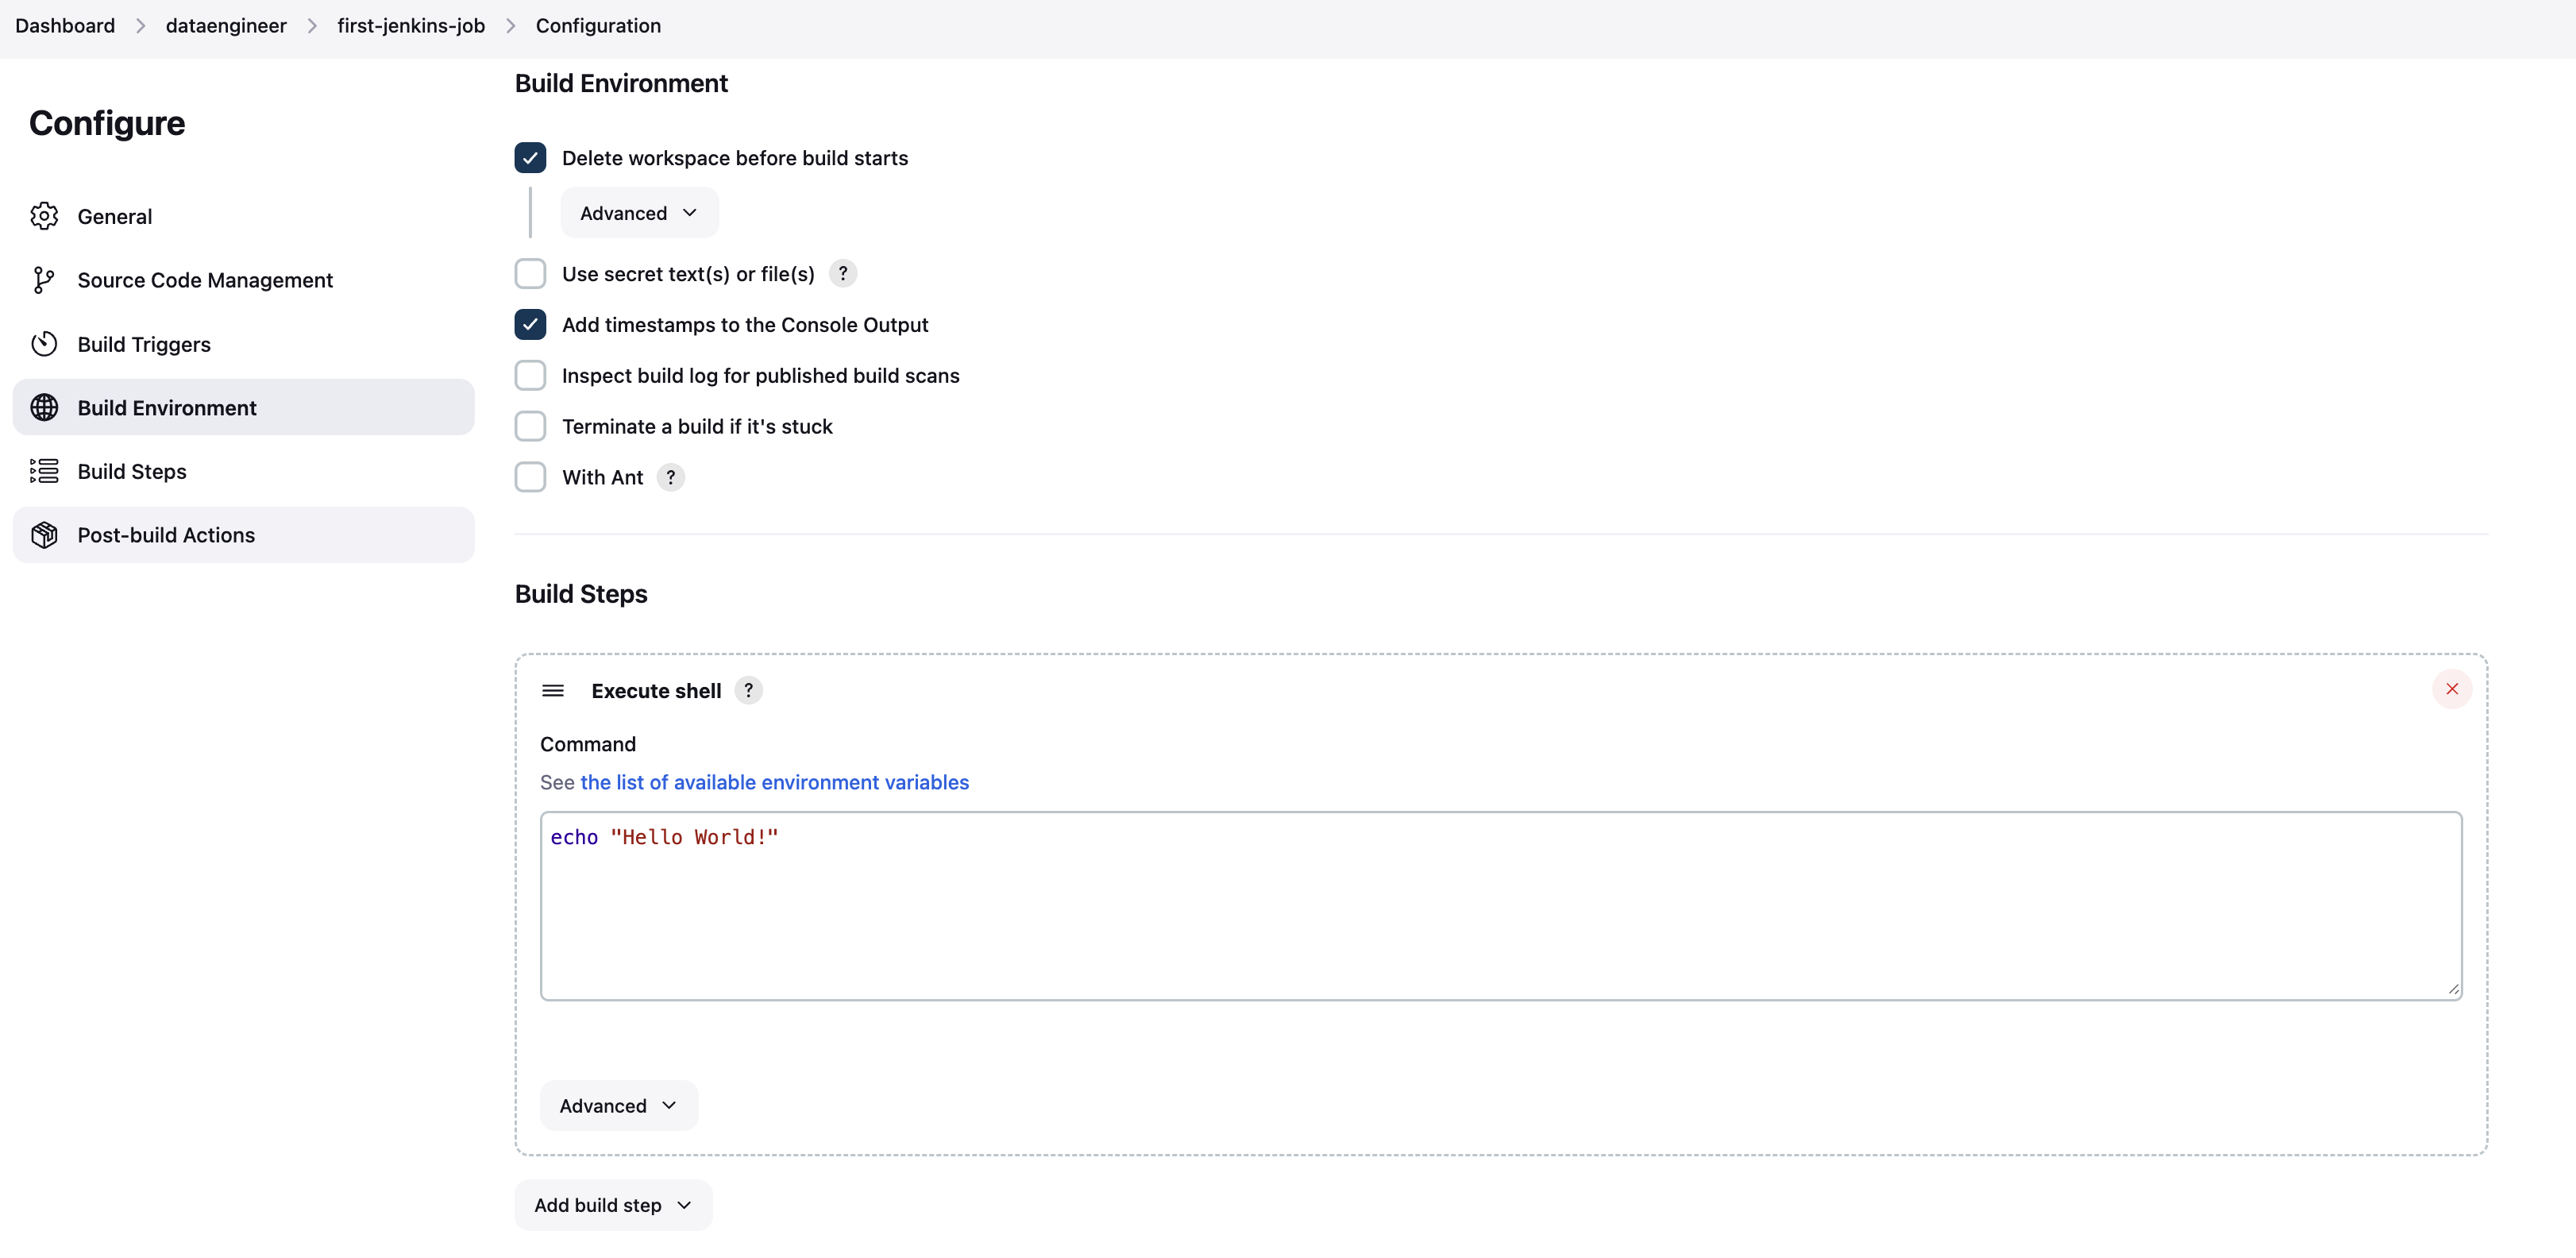 Dashboard > dataengineer > first-jenkins-job > Configuration
Configure
General
Source Code Management
Build Triggers
Build Environment
Build Steps
Post-build Actions
Build Environment
Delete workspace before build starts
Advanced
Use secret text(s) or file(s) ?
Add timestamps to the Console Output
Inspect build log for published build scans
Terminate a build if it's stuck
With Ant ?
Build Steps
Execute shell ?
Command
See the list of available environment variables
echo "Hello World!"
Advanced
Add build step